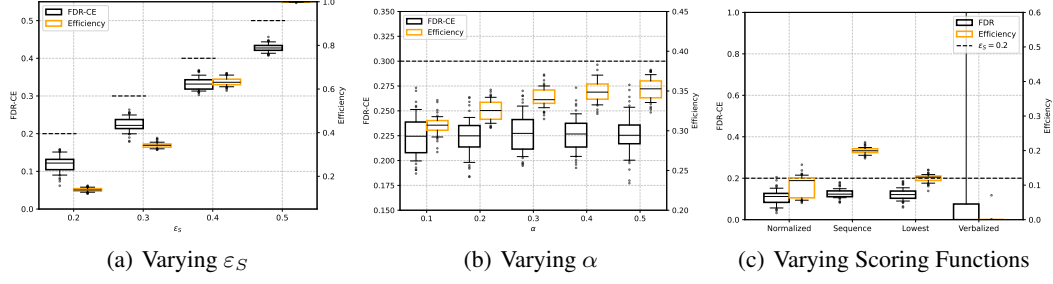 FDR-CE
Efficiency
0.5
0.4
0.3
0.2
0.1
0.0
FDR-CE
1.0
0.8
0.6
0.4
0.2
Efficiency
0.2 0.3 0.4 0.5
ε_S
(a) Varying ε_S
FDR-CE
Efficiency
0.350
0.325
0.300
0.275
0.250
0.225
0.200
0.175
0.150
FDR-CE
0.45
0.40
0.35
0.30
0.25
0.20
Efficiency
0.1 0.2 0.3 0.4 0.5
α
(b) Varying α
FDR
Efficiency
ε_S = 0.2
1.0
0.8
0.6
0.4
0.2
0.0
FDR-CE
0.6
0.5
0.4
0.3
0.2
0.1
0.0
Efficiency
Normalized Sequence Lowest Verbalized
(c) Varying Scoring Functions